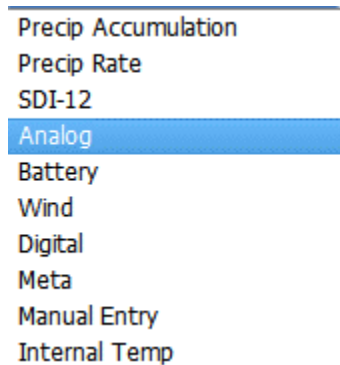 Precip Accumulation
Precip Rate
SDI-12
Analog
Battery
Wind
Digital
Meta
Manual Entry
Internal Temp